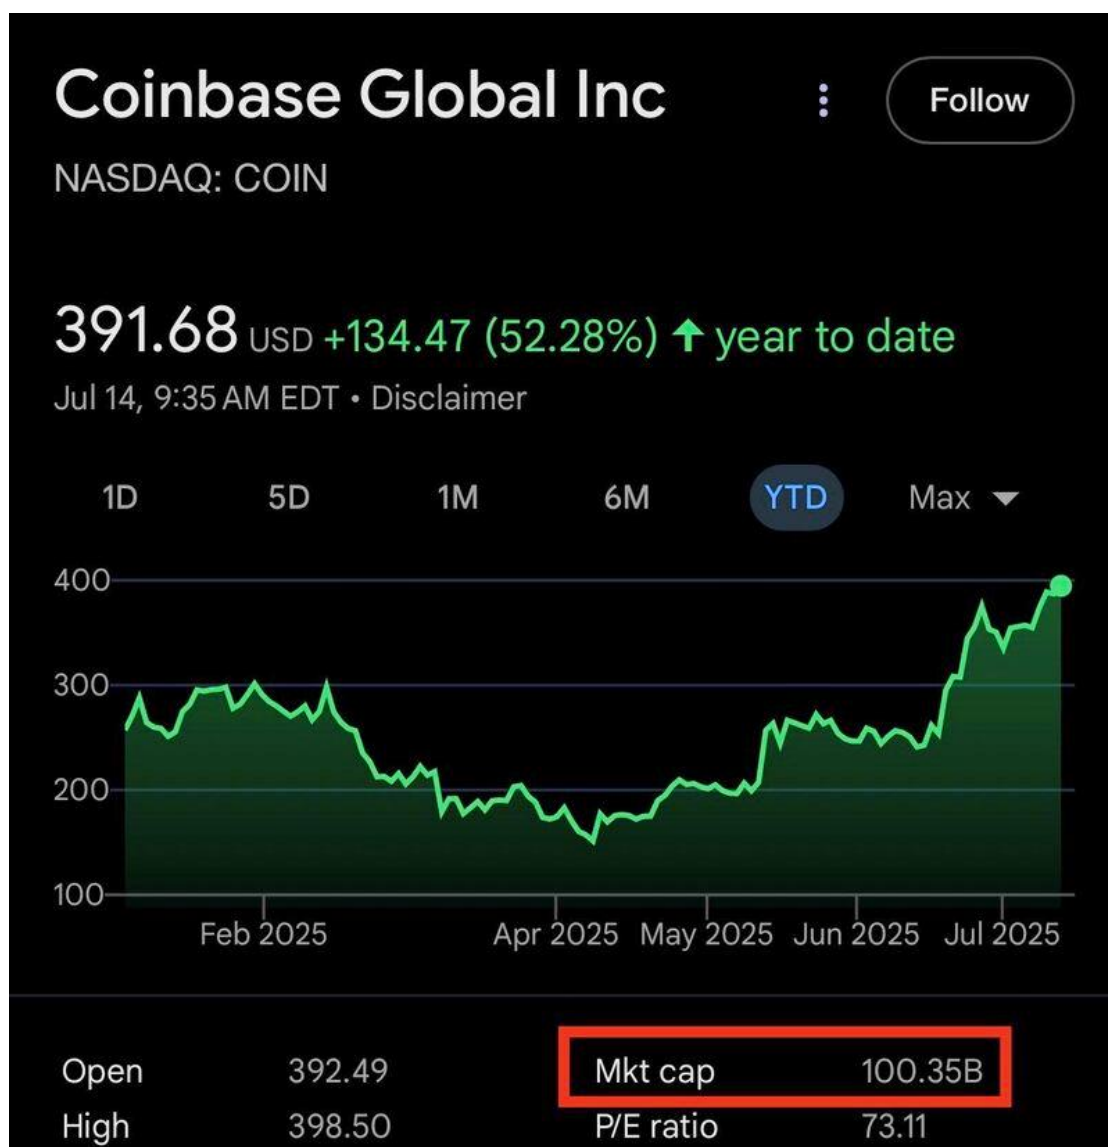 Coinbase Global Inc
Follow
NASDAQ: COIN
391.68 USD +134.47 (52.28%) ↑ year to date
Jul 14, 9:35 AM EDT • Disclaimer
1D 5D 1M 6M YTD Max
400
300
200
100
Feb 2025 Apr 2025 May 2025 Jun 2025 Jul 2025
Open 392.49 Mkt cap 100.35B
High 398.50 P/E ratio 73.11